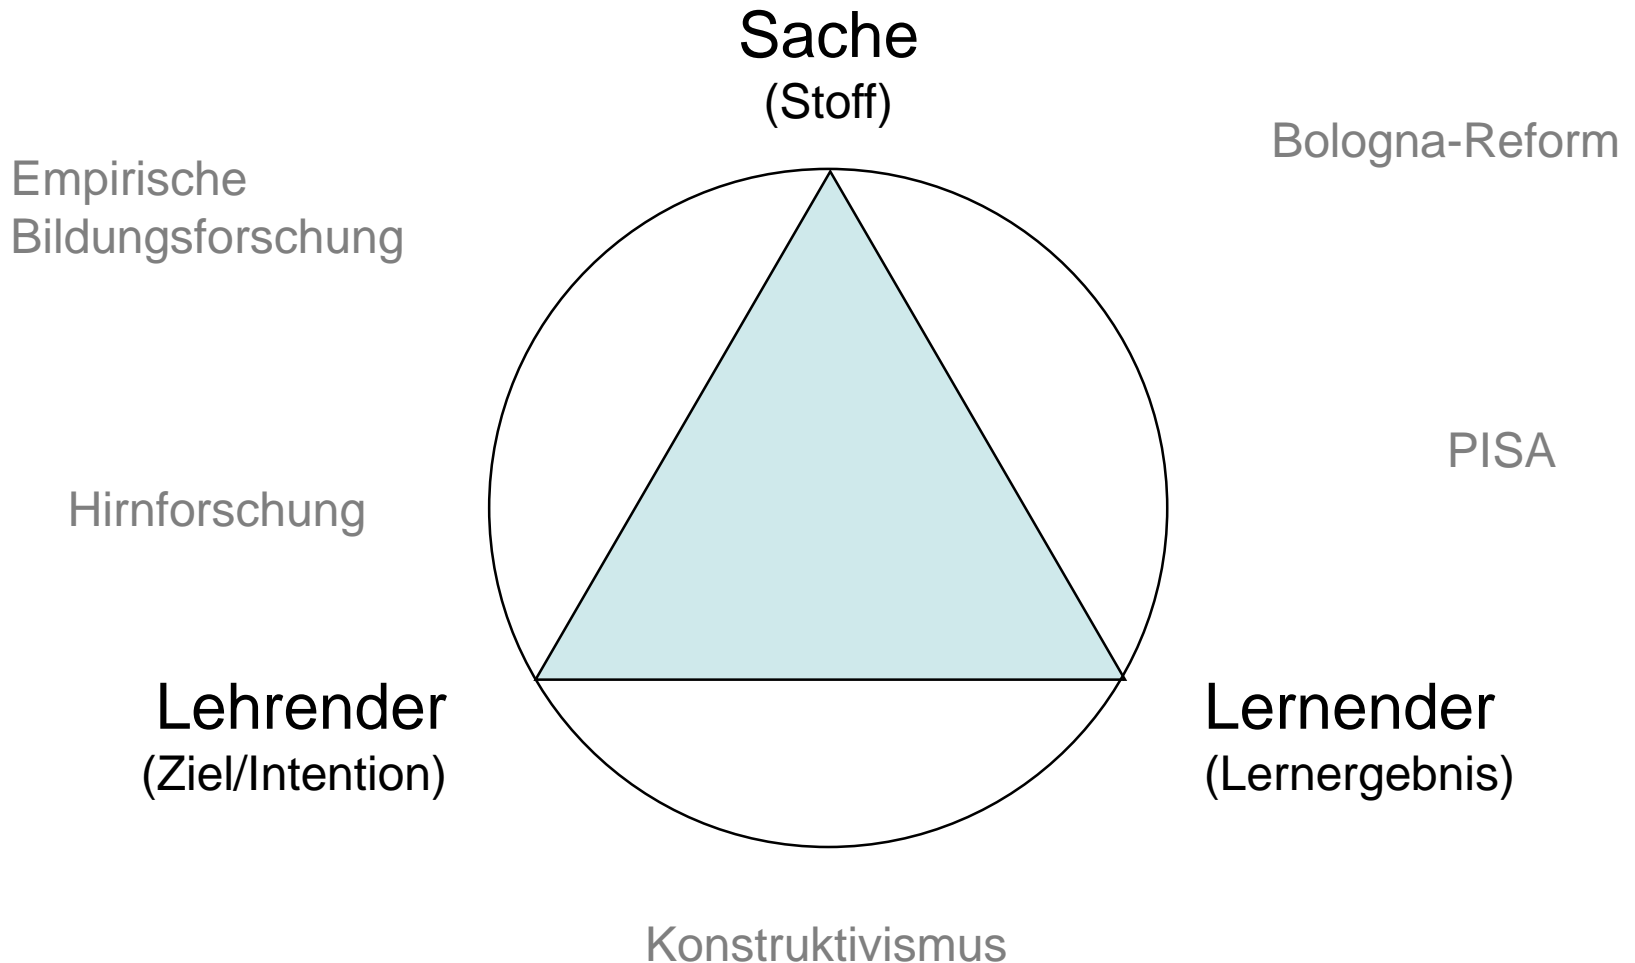 Sache
(Stoff)
Bologna-Reform
Empirische
Bildungsforschung
PISA
Hirnforschung
Lehrender
(Ziel/Intention)
Lernender
(Lernergebnis)
Konstruktivismus